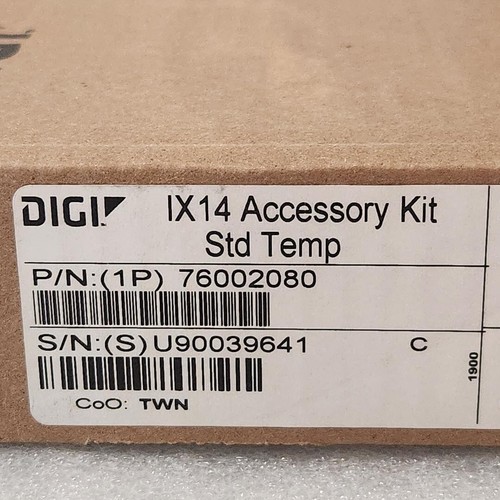 DIGI
IX14 Accessory Kit
Std Temp
P/N:(1P) 76002080
S/N:(S)U90039641 C
1900
CoO: TWN